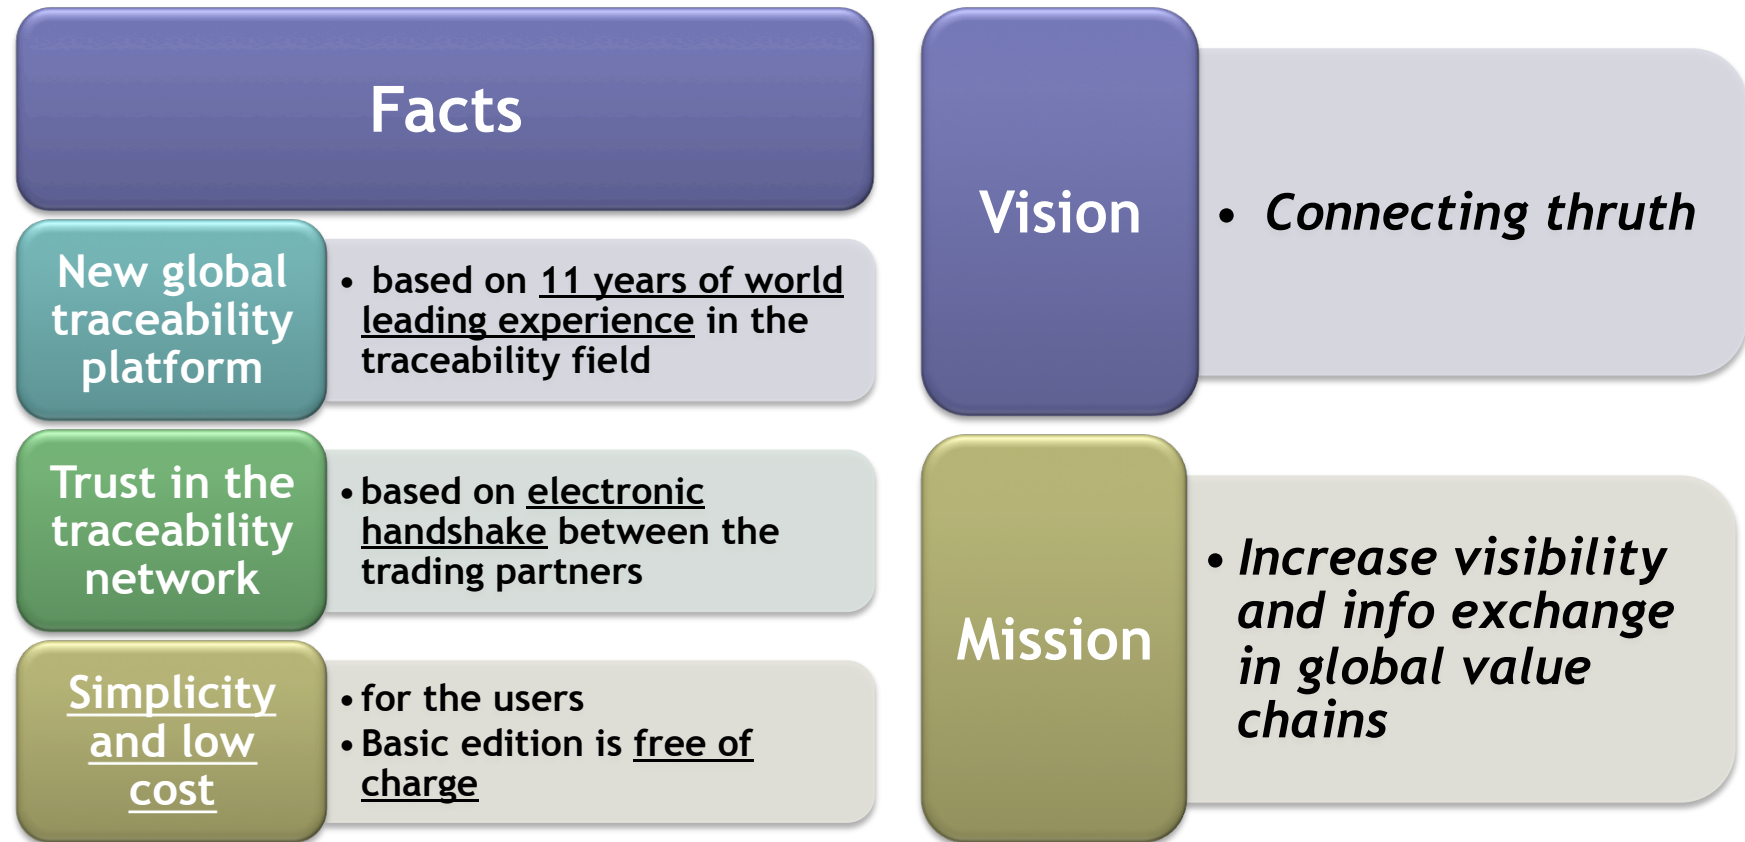 Facts
New global
traceability
platform
• based on 11 years of world
leading experience in the
traceability field
Trust in the
traceability
network
• based on electronic
handshake between the
trading partners
Simplicity
and low
cost
• for the users
• Basic edition is free of
charge
Vision
• Connecting thruth
Mission
• Increase visibility
and info exchange
in global value
chains